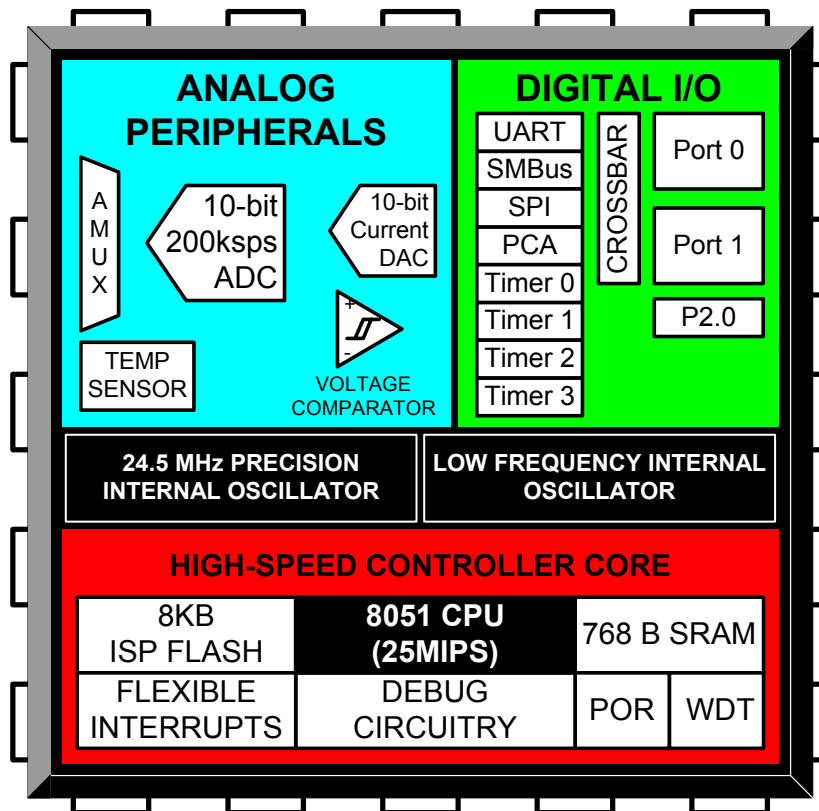 ANALOG
PERIPHERALS
A
M
U
X
10-bit
200ksps
ADC
10-bit
Current
DAC
+
-
TEMP
SENSOR
VOLTAGE
COMPARATOR
DIGITAL I/O
UART
SMBus
SPI
PCA
Timer 0
Timer 1
Timer 2
Timer 3
CROSSBAR
Port 0
Port 1
P2.0
24.5 MHz PRECISION
INTERNAL OSCILLATOR
LOW FREQUENCY INTERNAL
OSCILLATOR
HIGH-SPEED CONTROLLER CORE
8KB
ISP FLASH
8051 CPU
(25MIPS)
768 B SRAM
FLEXIBLE
INTERRUPTS
DEBUG
CIRCUITRY
POR
WDT